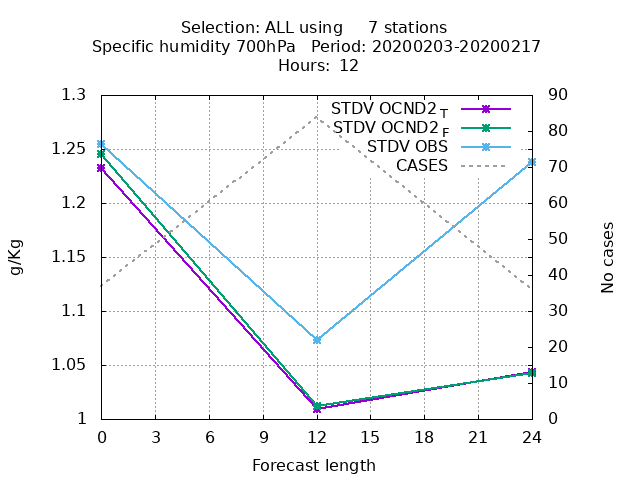 Selection: ALL using 7 stations
Specific humidity 700hPa Period: 20200203-20200217
Hours: 12
1.3
1.25
1.2
1.15
1.1
1.05
1
90
80
70
60
50
40
30
20
10
0
STDV OCND2 T
STDV OCND2 F
STDV OBS
CASES
g/Kg
No cases
0 3 6 9 12 15 18 21 24
Forecast length